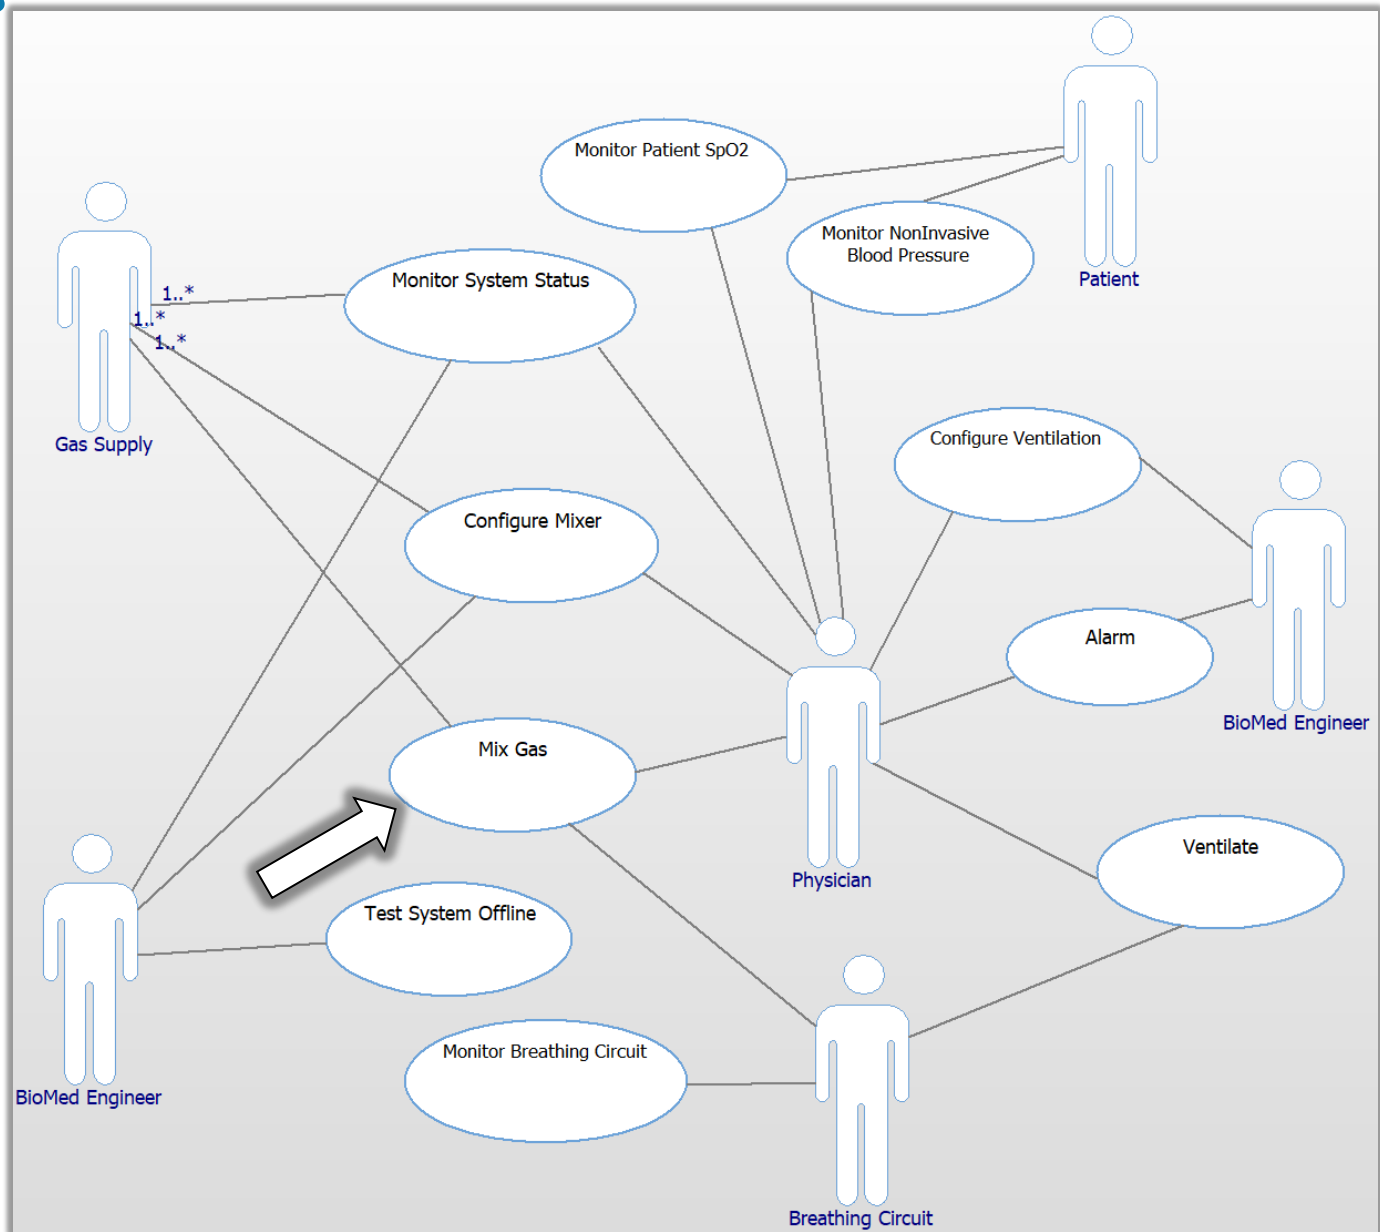 Monitor Patient SpO2
Monitor NonInvasive
Blood Pressure
Patient
Monitor System Status
1..*
1..*
1..*
Gas Supply
Configure Ventilation
Configure Mixer
Alarm
BioMed Engineer
Mix Gas
Ventilate
Physician
Test System Offline
Monitor Breathing Circuit
BioMed Engineer
Breathing Circuit